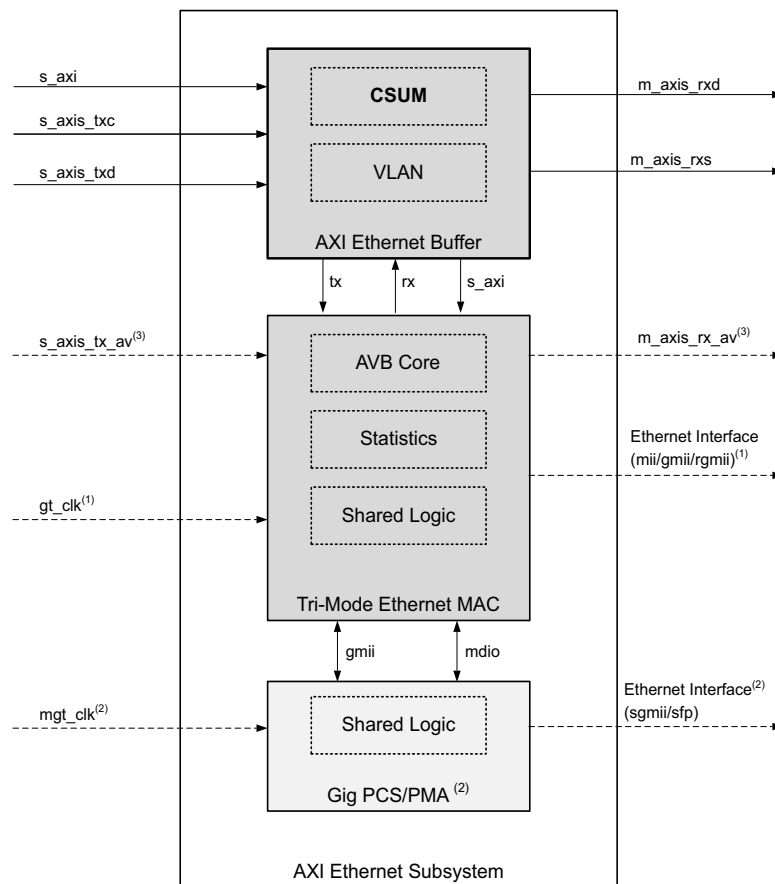 s_axi
CSUM
m_axis_rxd
s_axis_txc
s_axis_txd
VLAN
m_axis_rxs
AXI Ethernet Buffer
tx
rx
s_axi
s_axis_tx_av(3)
AVB Core
m_axis_rx_av(3)
Statistics
Ethernet Interface
(mii/gmii/rgmii)(1)
gt_clk(1)
Shared Logic
Tri-Mode Ethernet MAC
gmii
mdio
mgt_clk(2)
Shared Logic
Ethernet Interface(2)
(sgmii/sfp)
Gig PCS/PMA (2)
AXI Ethernet Subsystem